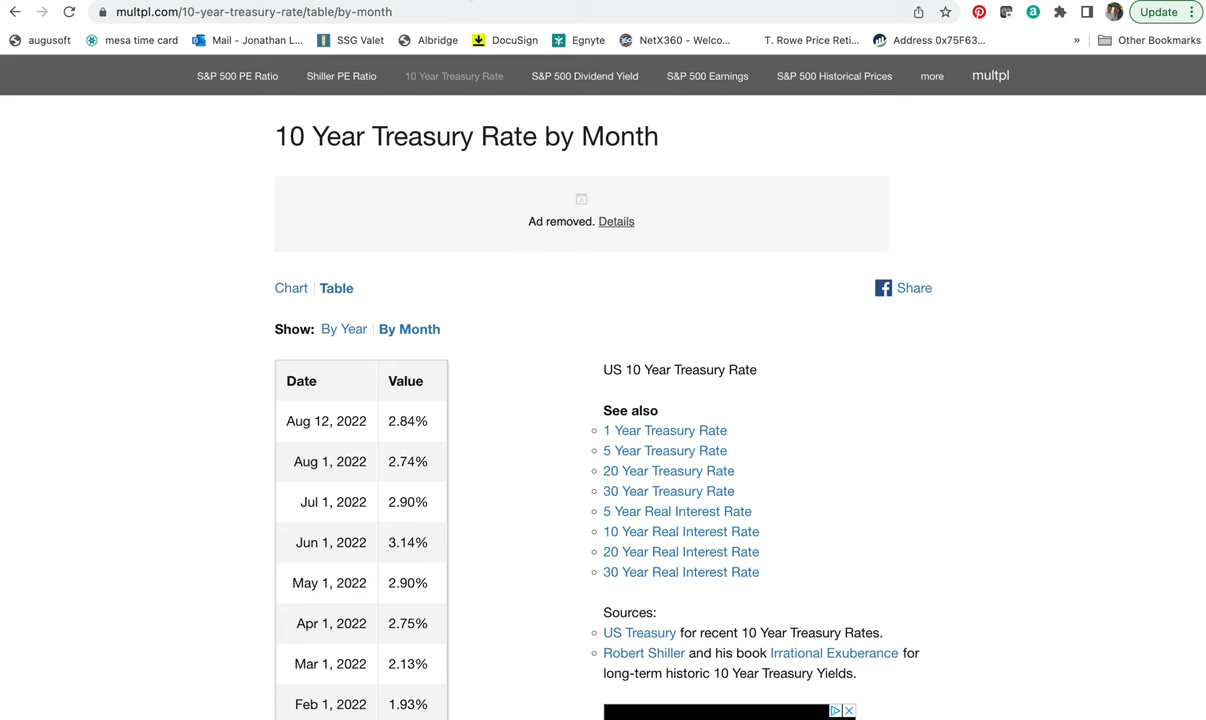 multpl.com/10-year-treasury-rate/table/by-month
Update
augusoft mesa time card Mail - Jonathan L... SSG Valet Albridge DocuSign Egnyte NetX360 - Welco... T. Rowe Price Reti... Address 0x75F63... » Other Bookmarks
S&P 500 PE Ratio Shiller PE Ratio 10 Year Treasury Rate S&P 500 Dividend Yield S&P 500 Earnings S&P 500 Historical Prices more multpl
10 Year Treasury Rate by Month
Ad removed. Details
Chart Table
Share
Show: By Year By Month
Date Value
Aug 12, 2022 2.84%
Aug 1, 2022 2.74%
Jul 1, 2022 2.90%
Jun 1, 2022 3.14%
May 1, 2022 2.90%
Apr 1, 2022 2.75%
Mar 1, 2022 2.13%
Feb 1, 2022 1.93%
US 10 Year Treasury Rate
See also
1 Year Treasury Rate
5 Year Treasury Rate
20 Year Treasury Rate
30 Year Treasury Rate
5 Year Real Interest Rate
10 Year Real Interest Rate
20 Year Real Interest Rate
30 Year Real Interest Rate
Sources:
US Treasury for recent 10 Year Treasury Rates.
Robert Shiller and his book Irrational Exuberance for
long-term historic 10 Year Treasury Yields.